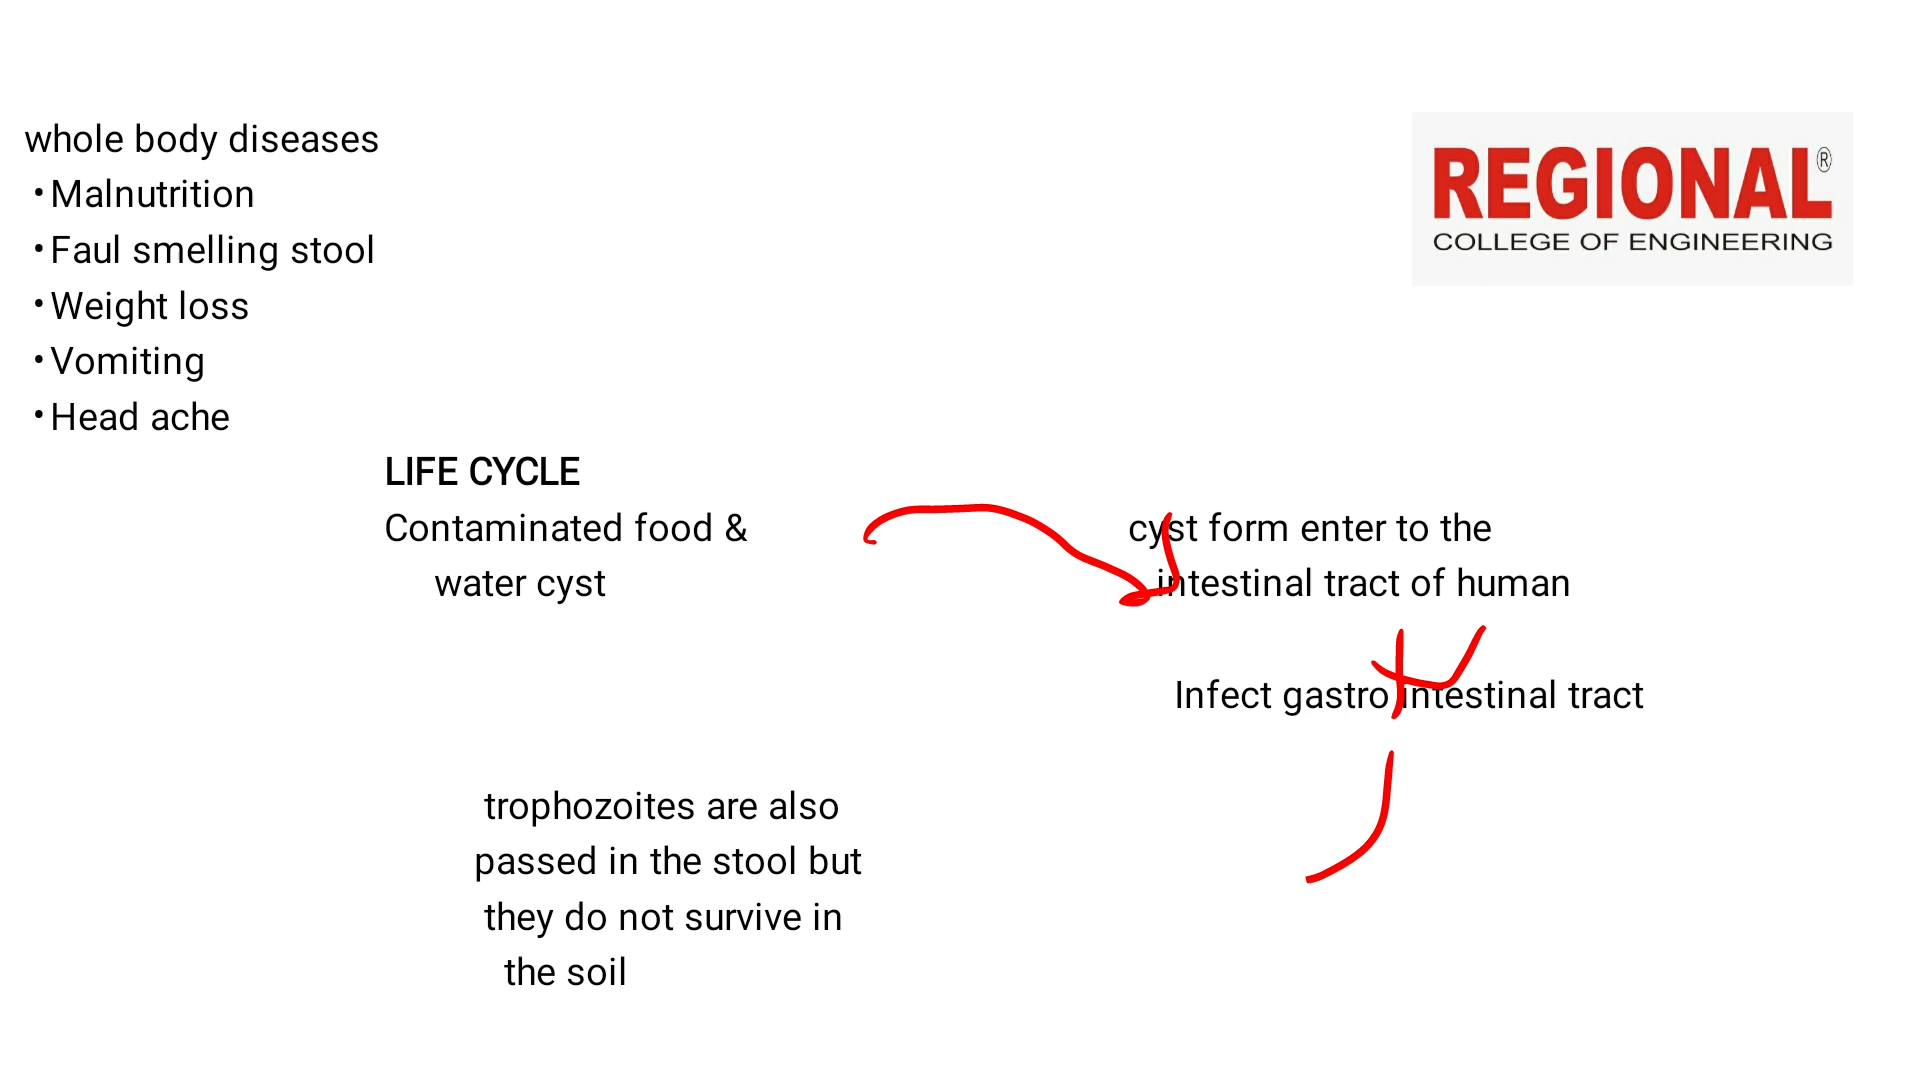 whole body diseases
• Malnutrition
• Faul smelling stool
• Weight loss
• Vomiting
• Head ache
REGIONAL®
COLLEGE OF ENGINEERING
LIFE CYCLE
Contaminated food &
water cyst
cyst form enter to the
intestinal tract of human
Infect gastro intestinal tract
trophozoites are also
passed in the stool but
they do not survive in
the soil